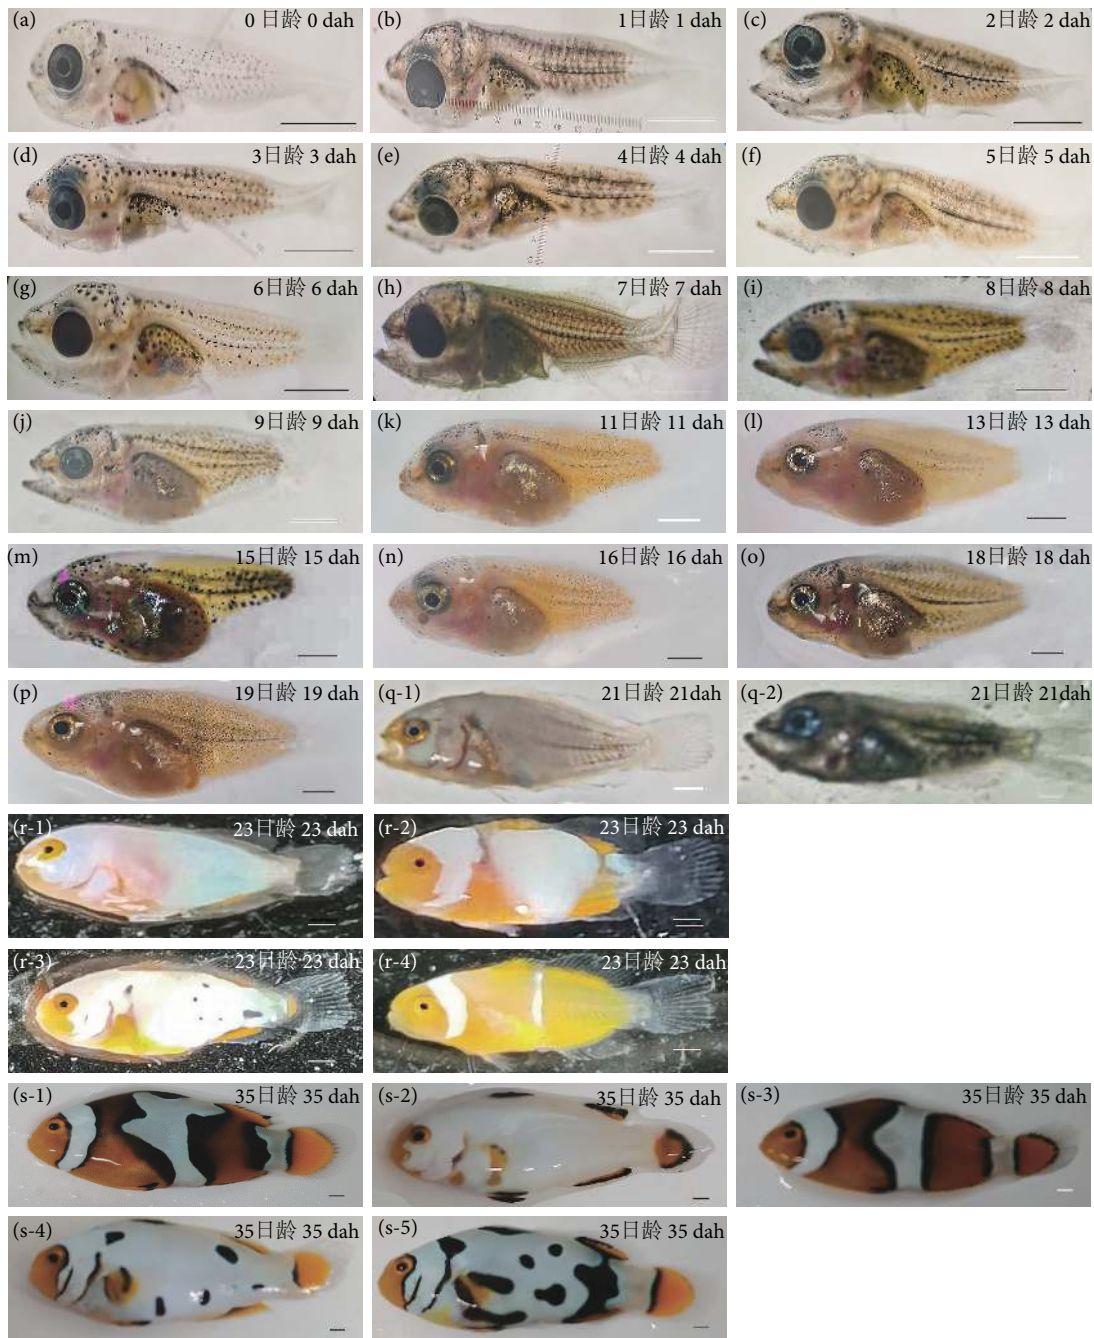 (a) 0 日龄 0 dah
(b) 1日龄 1 dah
(c) 2日龄 2 dah
(d) 3日龄 3 dah
(e) 4日龄 4 dah
(f) 5日龄 5 dah
(g) 6日龄 6 dah
(h) 7日龄 7 dah
(i) 8日龄 8 dah
(j) 9日龄 9 dah
(k) 11日龄 11 dah
(l) 13日龄 13 dah
(m) 15日龄 15 dah
(n) 16日龄 16 dah
(o) 18日龄 18 dah
(p) 19日龄 19 dah
(q-1) 21日龄 21dah
(q-2) 21日龄 21dah
(r-1) 23日龄 23 dah
(r-2) 23日龄 23 dah
(r-3) 23日龄 23 dah
(r-4) 23日龄 23 dah
(s-1) 35日龄 35 dah
(s-2) 35日龄 35 dah
(s-3) 35日龄 35 dah
(s-4) 35日龄 35 dah
(s-5) 35日龄 35 dah